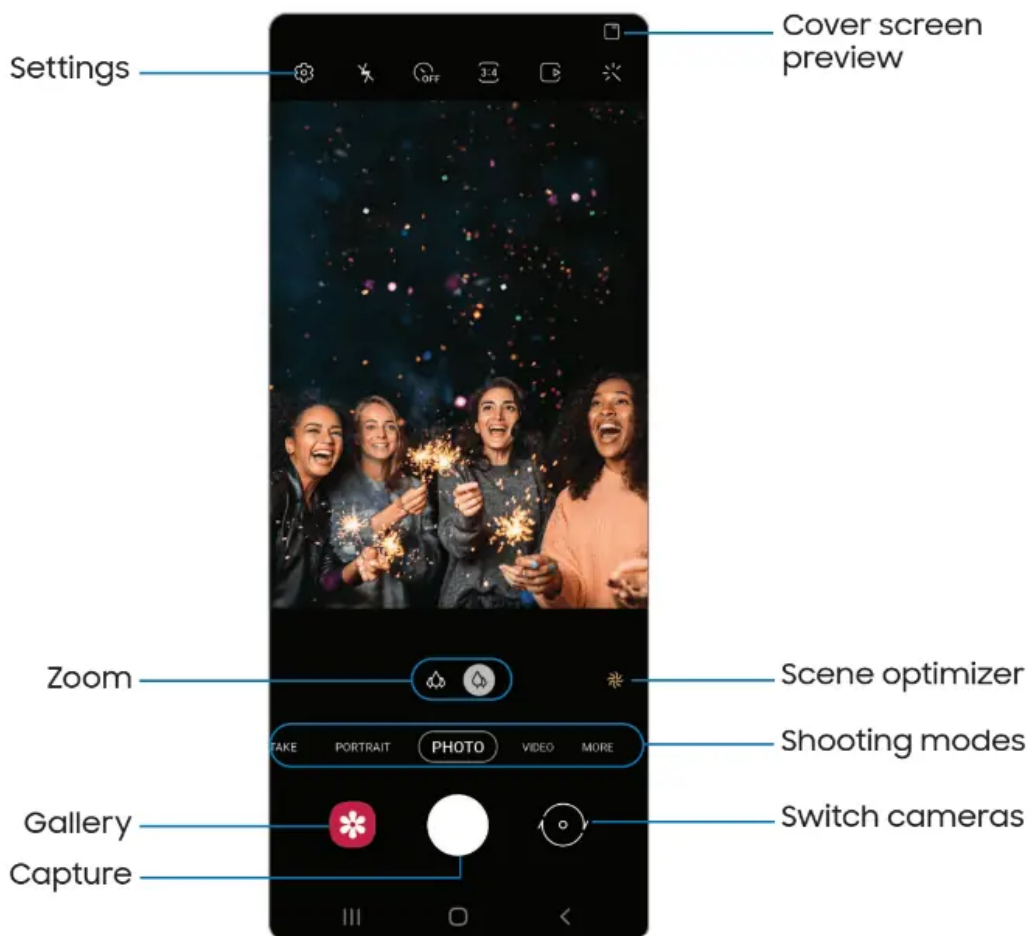 Cover screen
preview
Settings
OFF
3:4
Zoom
Scene optimizer
TAKE PORTRAIT PHOTO VIDEO MORE
Shooting modes
Gallery
Switch cameras
Capture